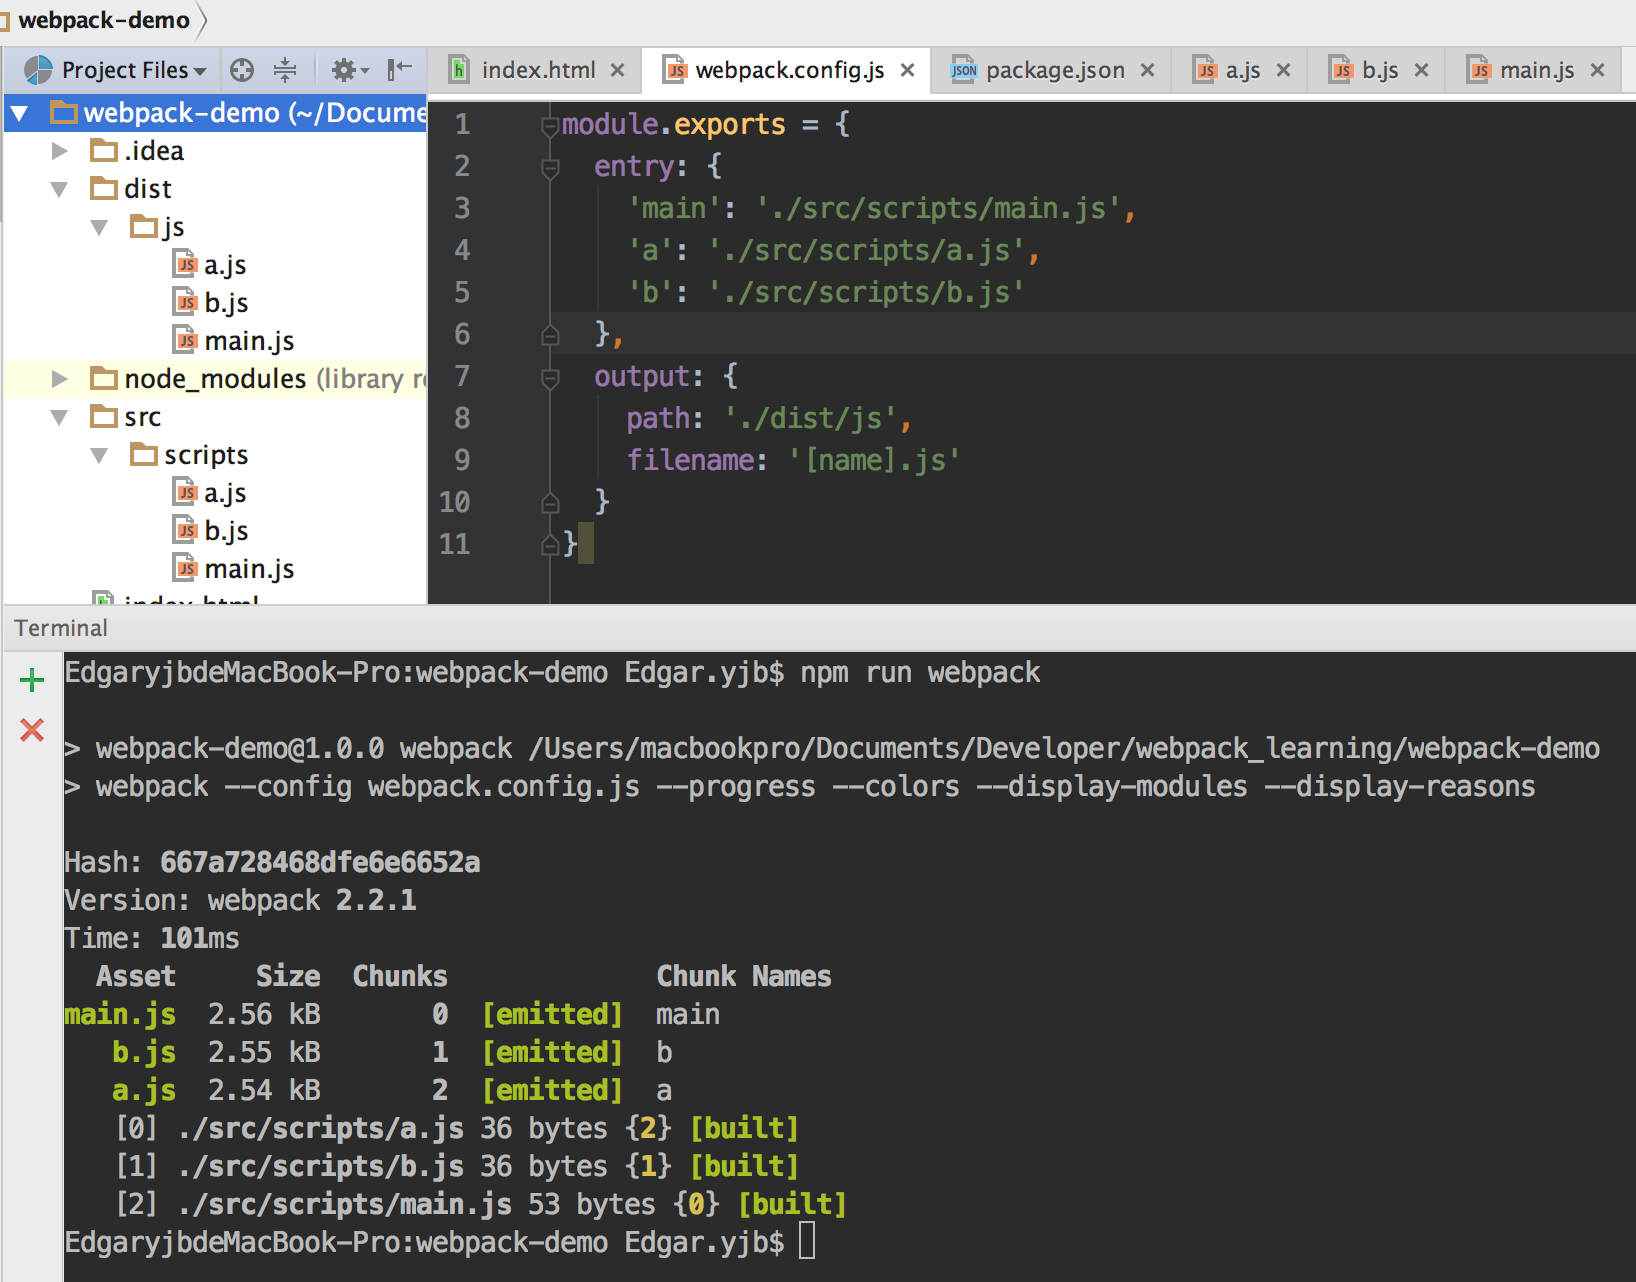 webpack-demo
Project Files
index.html
webpack.config.js
package.json
a.js
b.js
main.js
webpack-demo (~/Docume
.idea
dist
js
a.js
b.js
main.js
node_modules (library r
src
scripts
a.js
b.js
main.js
index.html
1 module.exports = {
2 entry: {
3 'main': './src/scripts/main.js',
4 'a': './src/scripts/a.js',
5 'b': './src/scripts/b.js'
6 },
7 output: {
8 path: './dist/js',
9 filename: '[name].js'
10 }
11 }
Terminal
EdgaryjbdeMacBook-Pro:webpack-demo Edgar.yjb$ npm run webpack
> webpack-demo@1.0.0 webpack /Users/macbookpro/Documents/Developer/webpack_learning/webpack-demo
> webpack --config webpack.config.js --progress --colors --display-modules --display-reasons
Hash: 667a728468dfe6e6652a
Version: webpack 2.2.1
Time: 101ms
Asset Size Chunks Chunk Names
main.js 2.56 kB 0 [emitted] main
b.js 2.55 kB 1 [emitted] b
a.js 2.54 kB 2 [emitted] a
[0] ./src/scripts/a.js 36 bytes {2} [built]
[1] ./src/scripts/b.js 36 bytes {1} [built]
[2] ./src/scripts/main.js 53 bytes {0} [built]
EdgaryjbdeMacBook-Pro:webpack-demo Edgar.yjb$